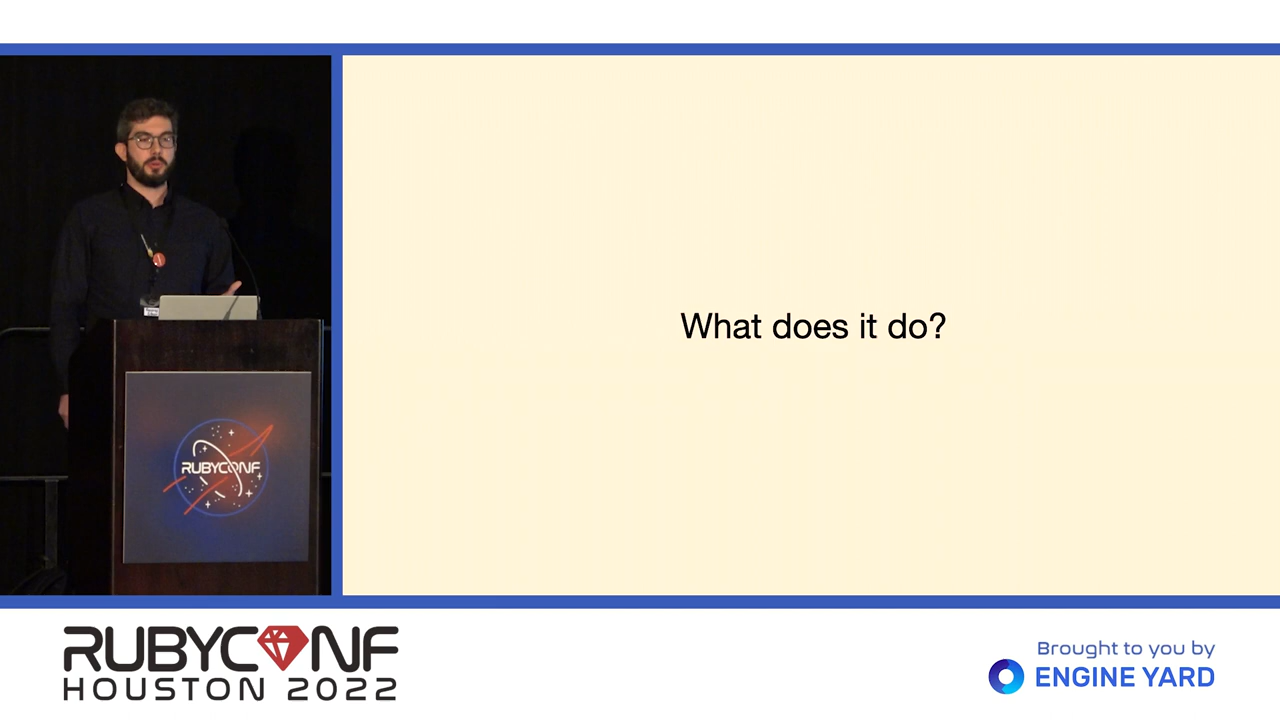 What does it do?
RUBYCONF
RUBYCONF
HOUSTON 2022
Brought to you by
ENGINE YARD